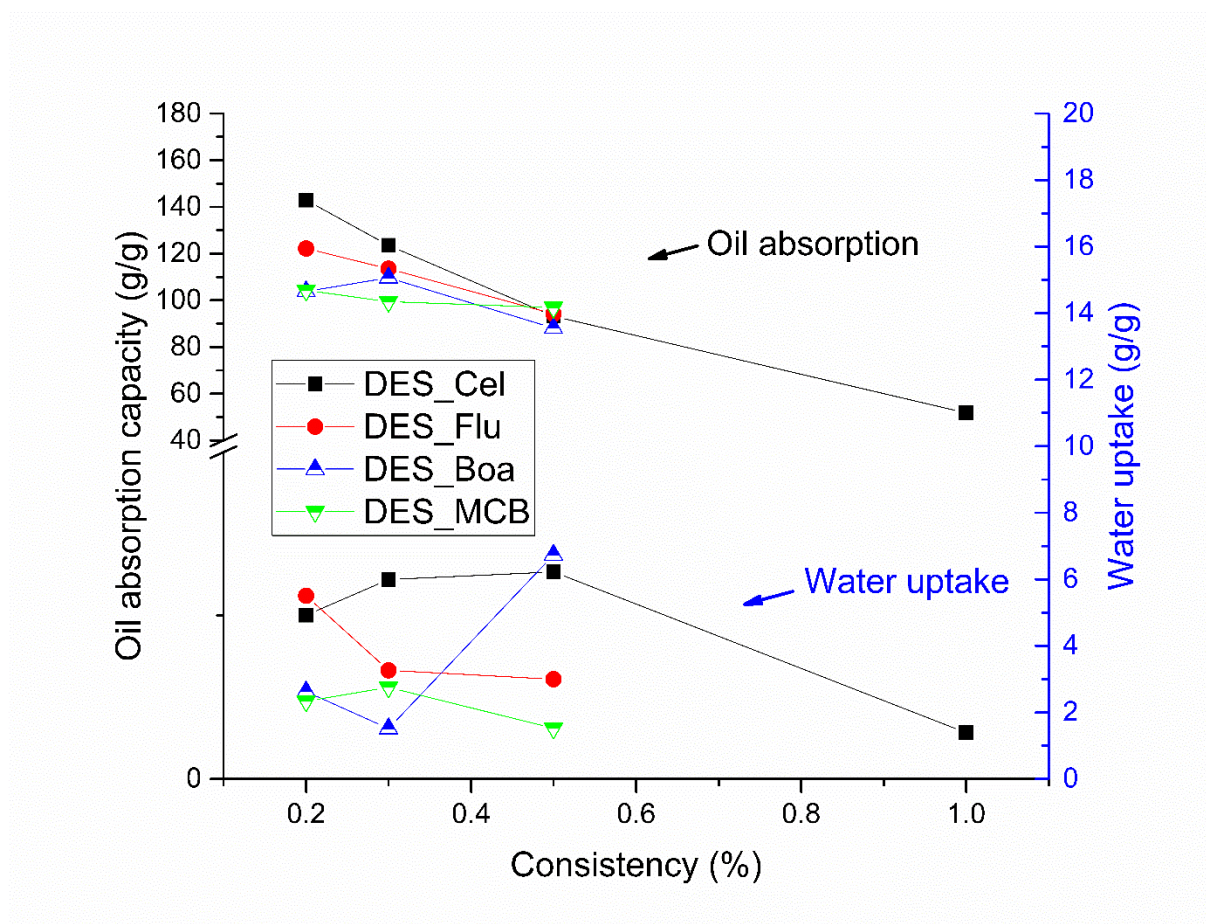 Oil absorption capacity (g/g)
180
160
140
120
100
80
60
40
0
Oil absorption
DES_Cel
DES_Flu
DES_Boa
DES_MCB
Water uptake
20
18
16
14
12
10
8
6
4
2
0
Water uptake (g/g)
0.2 0.4 0.6 0.8 1.0
Consistency (%)